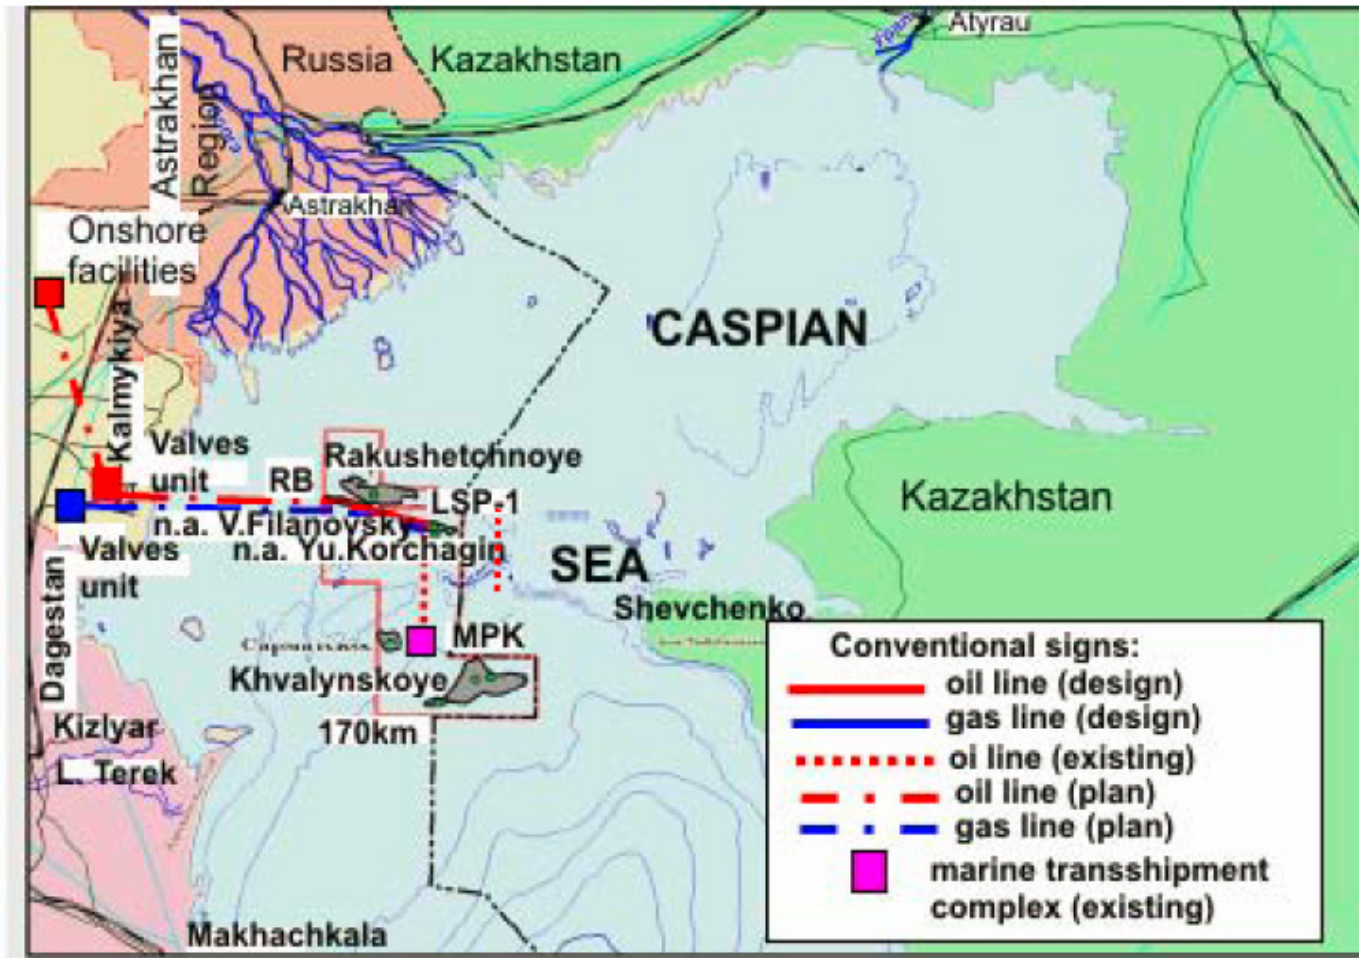 Atyrau
Урал
Russia
Kazakhstan
Astrakhan
Region
Astrakhan
Onshore
facilities
CASPIAN
Kalmykiya
Valves
unit
RB
Rakushetchnoye
LSP-1
Kazakhstan
n.a. V.Filanovsky
n.a. Yu.Korchagin
Valves
unit
SEA
Dagestan
Shevchenko
MPK
Khvalynskoye
170km
Kizlyar
L. Terek
Makhachkala
Conventional signs:
oil line (design)
gas line (design)
oi line (existing)
oil line (plan)
gas line (plan)
marine transshipment
complex (existing)